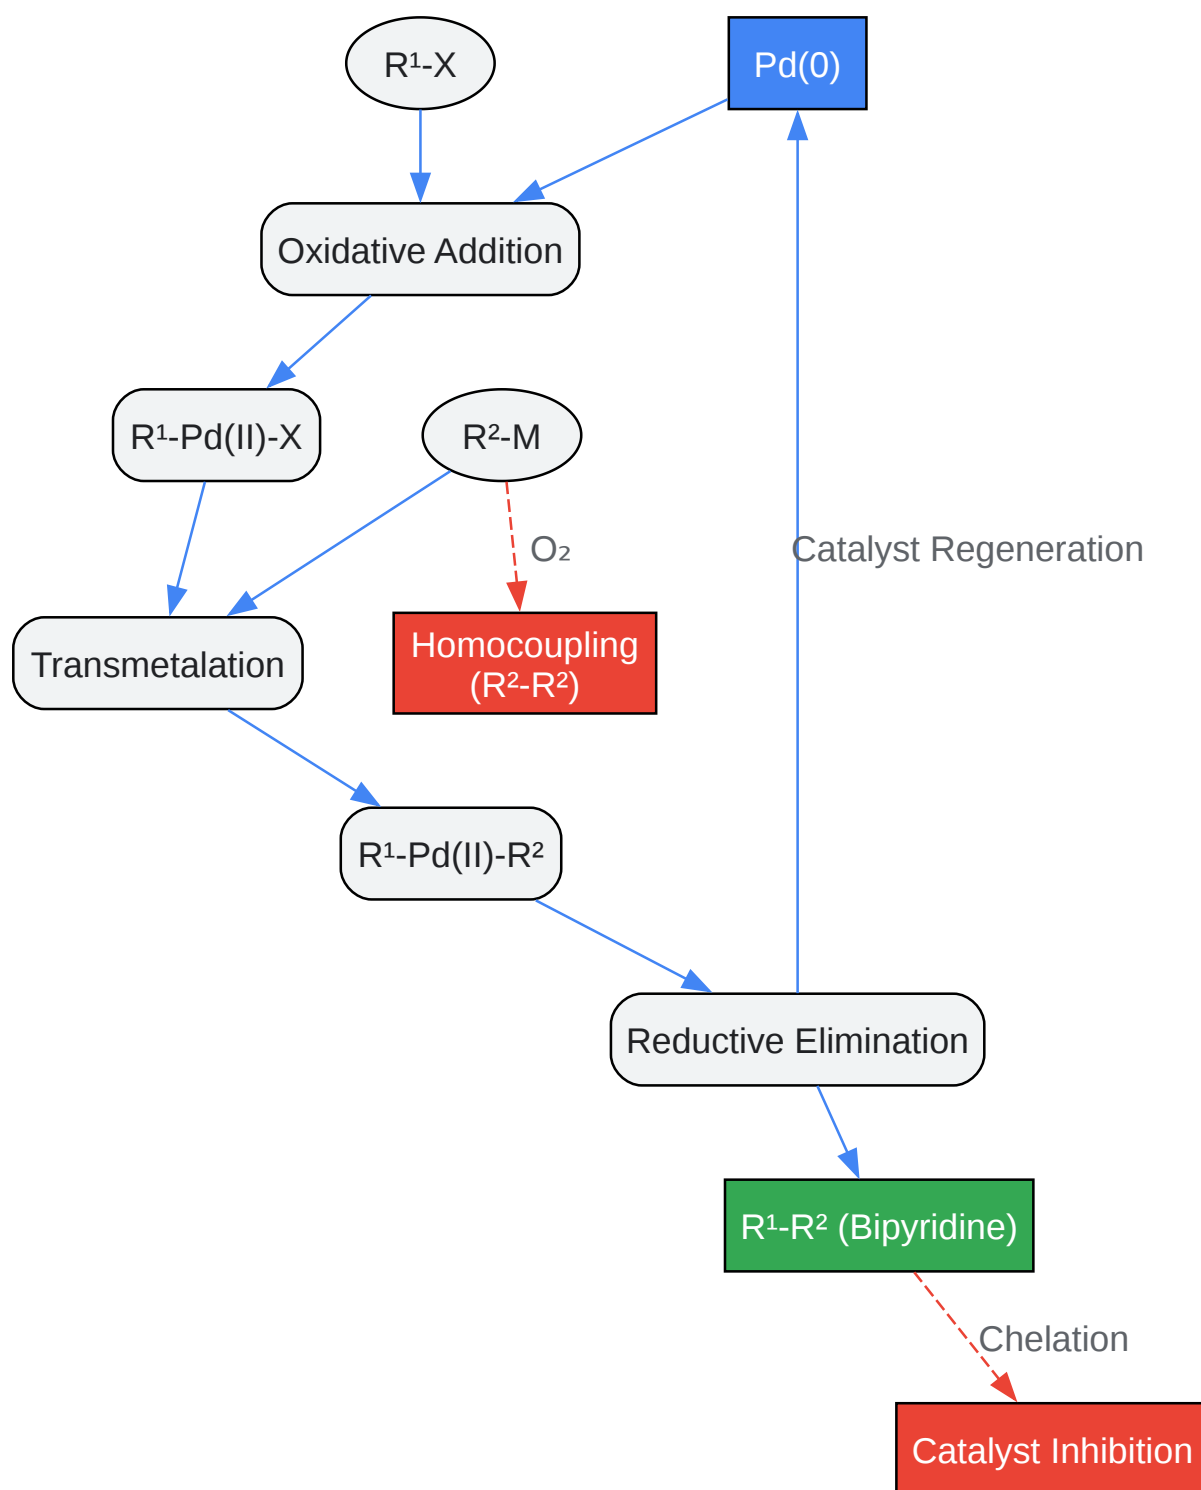 R¹-X
Pd(0)
Oxidative Addition
R¹-Pd(II)-X
R²-M
O₂
Catalyst Regeneration
Transmetalation
Homocoupling
(R²-R²)
R¹-Pd(II)-R²
Reductive Elimination
R¹-R² (Bipyridine)
Chelation
Catalyst Inhibition